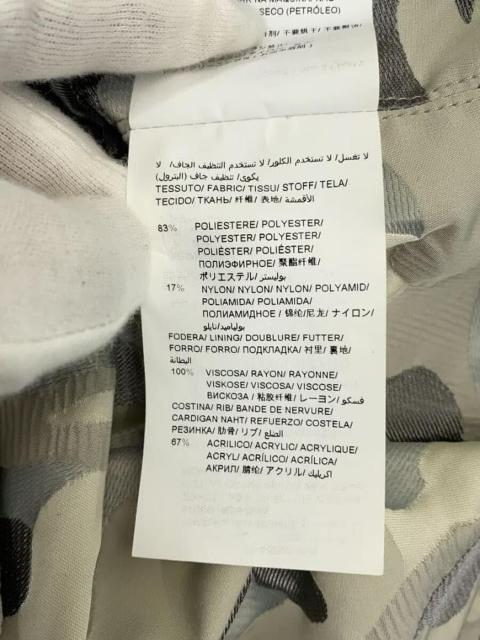 SECO (PETRÓLEO)
لا تغسل/ لا تستخدم الكلور/ لا تستخدم التنظيف الجاف/ لا
يكوى/ تنظيف جاف (البترول)
TESSUTO/ FABRIC/ TISSU/ STOFF/ TELA/
TECIDO/ ТКАНЬ/ 纤维/ 表地/ الأقمشة
83% POLIESTERE/ POLYESTER/
POLYESTER/ POLYESTER/
POLIÉSTER/ POLIÉSTER/
ПОЛИЭФИРНОЕ/ 聚酯纤维/
ポリエステル/ بوليستر
17% NYLON/ NYLON/ NYLON/ POLYAMID/
POLIAMIDA/ POLIAMIDA/
ПОЛИАМИДНОЕ/ 锦纶/尼龙/ ナイロン/
بولياميد/نايلو
FODERA/ LINING/ DOUBLURE/ FUTTER/
FORRO/ FORRO/ ПОДКЛАДКА/ 衬里/ 裏地/
البطانة
100% VISCOSA/ RAYON/ RAYONNE/
VISKOSE/ VISCOSA/ VISCOSE/
ВИСКОЗА/ 粘胶纤维/ レーヨン/ فسكو
COSTINA/ RIB/ BANDE DE NERVURE/
CARDIGAN NAHT/ REFUERZO/ COSTELA/
РЕЗИНКА/ 肋骨/ リブ/ الضلع
67% ACRILICO/ ACRYLIC/ ACRYLIQUE/
ACRYL/ ACRÍLICO/ ACRÍLICA/
АКРИЛ/ 腈纶/ アクリル/ اكريليك